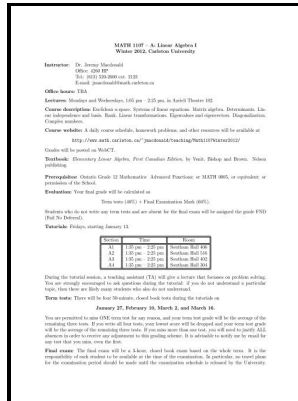 MATH 1107 - A: Linear Algebra I
Winter 2012, Carleton University
Instructor: Dr. Jeremy Macdonald
Office: 4280 HP
Tel: (613) 520-2600 ext. 2123
E-mail: jmacdonald@math.carleton.ca
Office hours: TBA
Lectures: Mondays and Wednesdays, 1:05 pm - 2:25 pm, in Azrieli Theatre 102.
Course description: Euclidean n-space. Systems of linear equations. Matrix algebra. Determinants. Linear independence and basis. Rank. Linear transformations. Eigenvalues and eigenvectors. Diagonalization.
Complex numbers.
Course website: A daily course schedule, homework problems, and other resources will be available at
http://www.math.carleton.ca/~jmacdonald/teaching/Math1107Winter2012/
Grades will be posted on WebCT.
Textbook: Elementary Linear Algebra, First Canadian Edition, by Venit, Bishop and Brown. Nelson
publishing.
Prerequisites: Ontario Grade 12 Mathematics: Advanced Functions; or MATH 0005, or equivalent; or
permission of the School.
Evaluation: Your final grade will be calculated as
Term tests (40%) + Final Examination Mark (60%).
Students who do not write any term tests and are absent for the final exam will be assigned the grade FND
(Fail No Deferral).
Tutorials: Fridays, starting January 13.
Section Time Room
A1 1:35 pm - 2:25 pm Southam Hall 406
A2 1:35 pm - 2:25 pm Southam Hall 516
A3 1:35 pm - 2:25 pm Southam Hall 402
A4 1:35 pm - 2:25 pm Southam Hall 304
During the tutorial session, a teaching assistant (TA) will give a lecture that focuses on problem solving.
You are strongly encouraged to ask questions during the tutorial: if you do not understand a particular
topic, then there are likely many students who also do not understand.
Term tests: There will be four 50-minute, closed book tests during the tutorials on
January 27, February 10, March 2, and March 16.
You are permitted to miss ONE term test for any reason, and your term test grade will be the average of the
remaining three tests. If you write all four tests, your lowest score will be dropped and your term test grade
will be the average of the remaining three tests. If you miss more than one test, you will need to justify ALL
absences in order to receive any adjustment to this grading scheme. It is advisable to notify me by email for
any test that you miss, even the first.
Final exam: The final exam will be a 3-hour, closed book exam based on the whole term. It is the
responsibility of each student to be available at the time of the examination. In particular, no travel plans
for the examination period should be made until the examination schedule is released by the University.